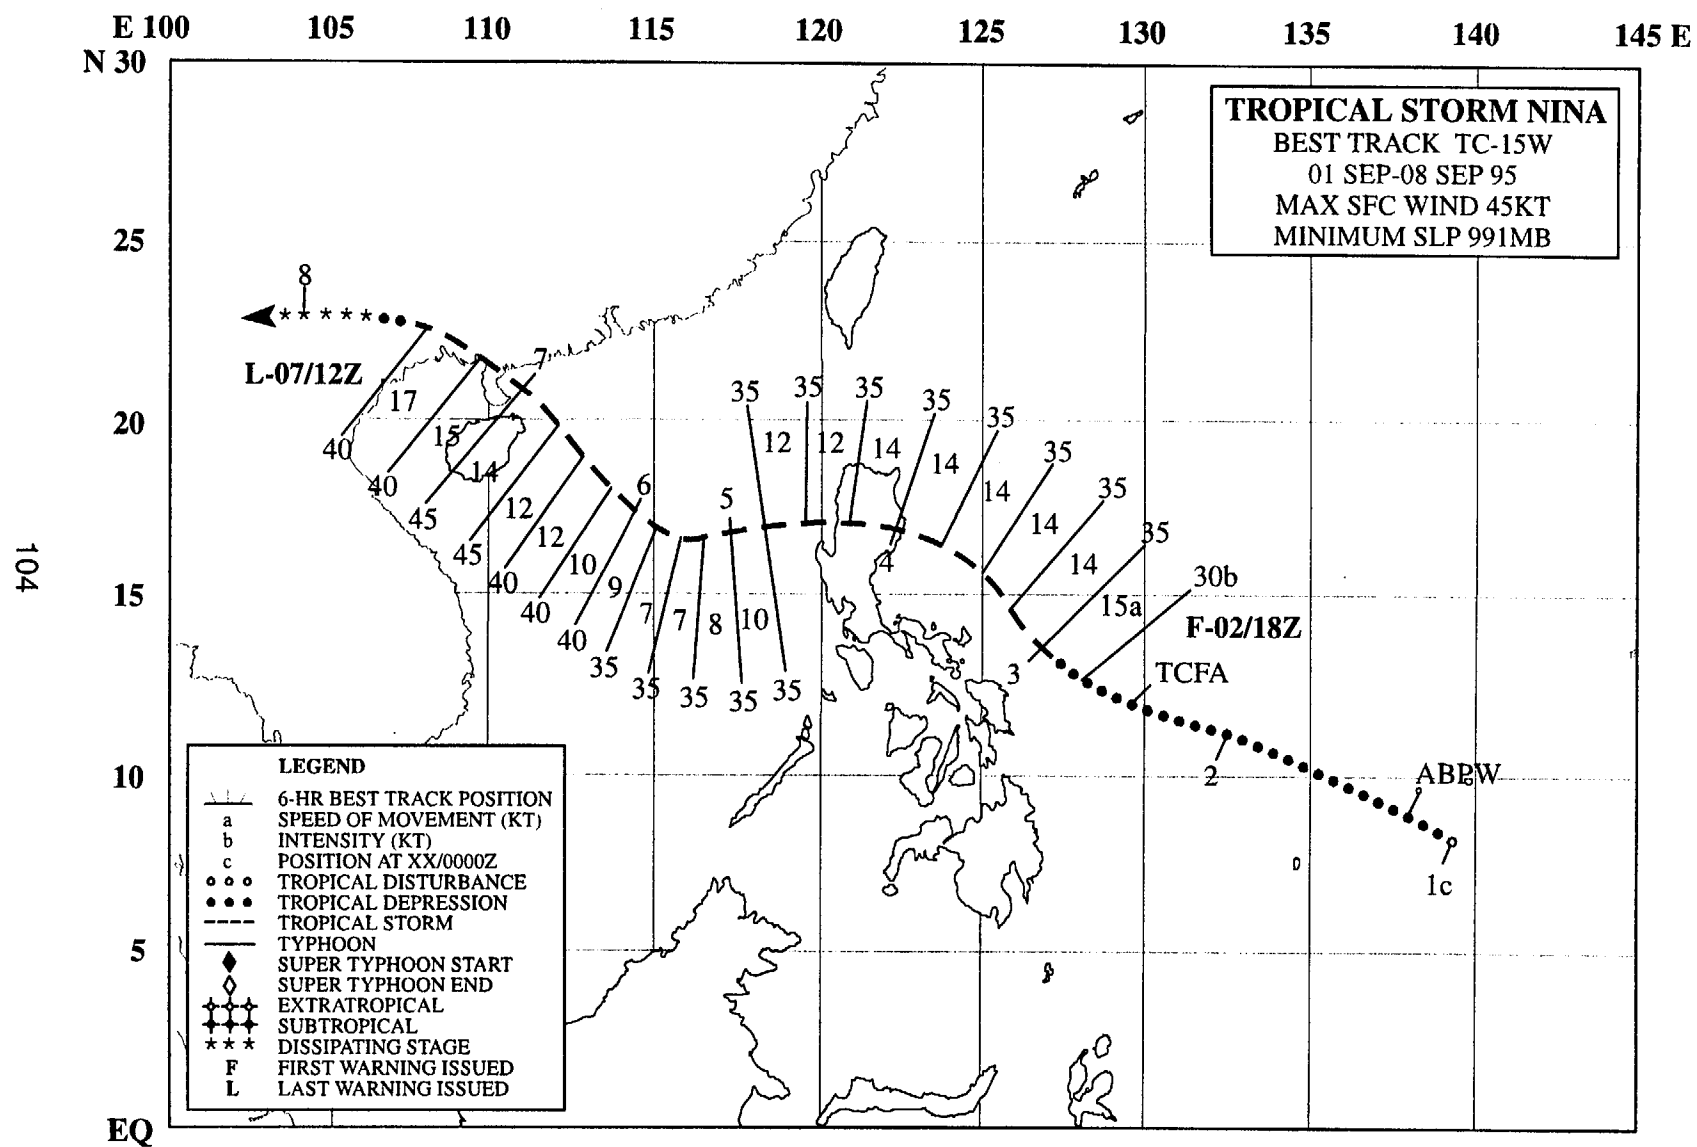 E 100 105 110 115 120 125 130 135 140 145 E
N 30
TROPICAL STORM NINA
BEST TRACK TC-15W
01 SEP-08 SEP 95
MAX SFC WIND 45KT
MINIMUM SLP 991MB
25
8
L-07/12Z
7
17
15
14
12
12
10
9
7
7
8
10
12
12
14
14
14
14
14
15a
20
40
40
45
45
40
40
40
35
35
35
35
35
35
35
35
35
35
35
35
35
30b
6
5
4
3
F-02/18Z
TCFA
2
ABPW
1c
104
15
10
5
EQ
LEGEND
6-HR BEST TRACK POSITION
a SPEED OF MOVEMENT (KT)
b INTENSITY (KT)
c POSITION AT XX/0000Z
TROPICAL DISTURBANCE
TROPICAL DEPRESSION
TROPICAL STORM
TYPHOON
SUPER TYPHOON START
SUPER TYPHOON END
EXTRATROPICAL
SUBTROPICAL
*** DISSIPATING STAGE
F FIRST WARNING ISSUED
L LAST WARNING ISSUED